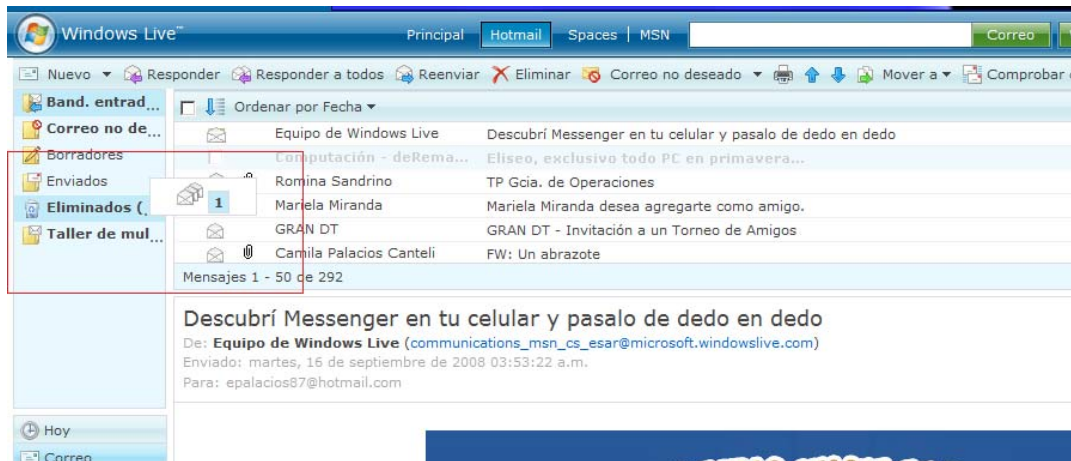 Windows Live™ Principal Hotmail Spaces | MSN Correo
Nuevo Responder Responder a todos Reenviar Eliminar Correo no deseado Mover a Comprobar
Band. entrad...
Correo no de...
Borradores
Enviados
Eliminados (
Taller de mul...
Ordenar por Fecha
Equipo de Windows Live Descubrí Messenger en tu celular y pasalo de dedo en dedo
Computación - deRema... Eliseo, exclusivo todo PC en primavera...
1
Romina Sandrino TP Gcia. de Operaciones
Mariela Miranda Mariela Miranda desea agregarte como amigo.
GRAN DT GRAN DT - Invitación a un Torneo de Amigos
Camila Palacios Canteli FW: Un abrazote
Mensajes 1 - 50 de 292
Descubrí Messenger en tu celular y pasalo de dedo en dedo
De: Equipo de Windows Live (communications_msn_cs_esar@microsoft.windowslive.com)
Enviado: martes, 16 de septiembre de 2008 03:53:22 a.m.
Para: epalacios87@hotmail.com
Hoy
Correo